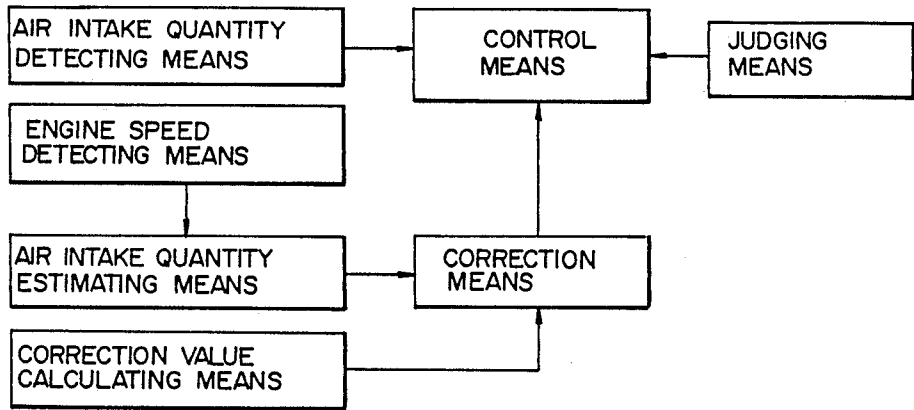 AIR INTAKE QUANTITY
DETECTING MEANS
CONTROL
MEANS
JUDGING
MEANS
ENGINE SPEED
DETECTING MEANS
AIR INTAKE QUANTITY
ESTIMATING MEANS
CORRECTION
MEANS
CORRECTION VALUE
CALCULATING MEANS